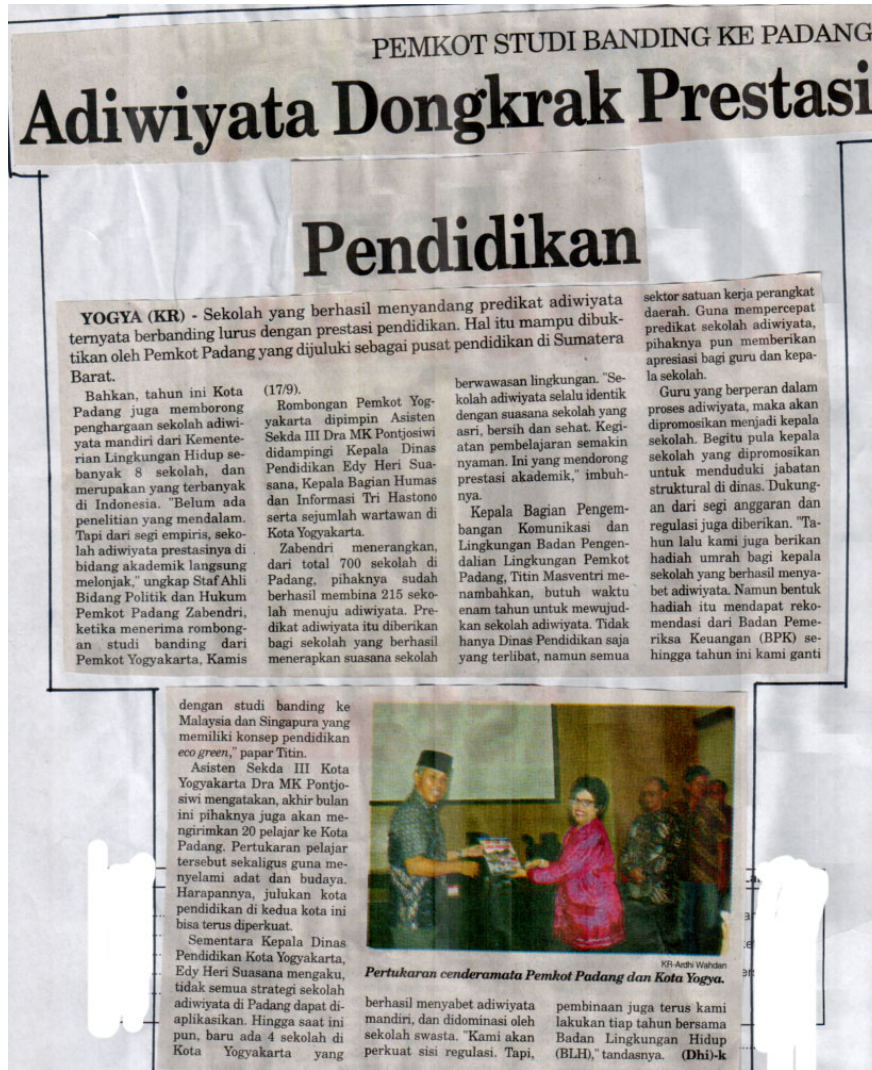 PEMKOT STUDI BANDING KE PADANG
Adiwiyata Dongkrak Prestasi
Pendidikan
YOGYA (KR) - Sekolah yang berhasil menyandang predikat adiwiyata
ternyata berbanding lurus dengan prestasi pendidikan. Hal itu mampu dibuk-
tikan oleh Pemkot Padang yang dijuluki sebagai pusat pendidikan di Sumatera
Barat.
Bahkan, tahun ini Kota
Padang juga memborong
penghargaan sekolah adiwi-
yata mandiri dari Kemente-
rian Lingkungan Hidup se-
banyak 8 sekolah, dan
merupakan yang terbanyak
di Indonesia. "Belum ada
penelitian yang mendalam.
Tapi dari segi empiris, seko-
lah adiwiyata prestasinya di
bidang akademik langsung
melonjak," ungkap Staf Ahli
Bidang Politik dan Hukum
Pemkot Padang Zabendri,
ketika menerima rombong-
an studi banding dari
Pemkot Yogyakarta, Kamis
(17/9).
Rombongan Pemkot Yog-
yakarta dipimpin Asisten
Sekda III Dra MK Pontjosiwi
didampingi Kepala Dinas
Pendidikan Edy Heri Sua-
sana, Kepala Bagian Humas
dan Informasi Tri Hastono
serta sejumlah wartawan di
Kota Yogyakarta.
Zabendri menerangkan,
dari total 700 sekolah di
Padang, pihaknya sudah
berhasil membina 215 seko-
lah menuju adiwiyata. Pre-
dikat adiwiyata itu diberikan
bagi sekolah yang berhasil
menerapkan suasana sekolah
berwawasan lingkungan. "Se-
kolah adiwiyata selalu identik
dengan suasana sekolah yang
asri, bersih dan sehat. Kegi-
atan pembelajaran semakin
nyaman. Ini yang mendorong
prestasi akademik," imbuh-
nya.
Kepala Bagian Pengem-
bangan Komunikasi dan
Lingkungan Badan Pengen-
dalian Lingkungan Pemkot
Padang, Titin Masventri me-
nambahkan, butuh waktu
enam tahun untuk mewujud-
kan sekolah adiwiyata. Tidak
hanya Dinas Pendidikan saja
yang terlibat, namun semua
sektor satuan kerja perangkat
daerah. Guna mempercepat
predikat sekolah adiwiyata,
pihaknya pun memberikan
apresiasi bagi guru dan kepa-
la sekolah.
Guru yang berperan dalam
proses adiwiyata, maka akan
dipromosikan menjadi kepala
sekolah. Begitu pula kepala
sekolah yang dipromosikan
untuk menduduki jabatan
struktural di dinas. Dukung-
an dari segi anggaran dan
regulasi juga diberikan. "Ta-
hun lalu kami juga berikan
hadiah umrah bagi kepala
sekolah yang berhasil menya-
bet adiwiyata. Namun bentuk
hadiah itu mendapat reko-
mendasi dari Badan Peme-
riksa Keuangan (BPK) se-
hingga tahun ini kami ganti
dengan studi banding ke
Malaysia dan Singapura yang
memiliki konsep pendidikan
eco green," papar Titin.
Asisten Sekda III Kota
Yogyakarta Dra MK Pontjo-
siwi mengatakan, akhir bulan
ini pihaknya juga akan me-
ngirimkan 20 pelajar ke Kota
Padang. Pertukaran pelajar
tersebut sekaligus guna me-
nyelami adat dan budaya.
Harapannya, julukan kota
pendidikan di kedua kota ini
bisa terus diperkuat.
Sementara Kepala Dinas
Pendidikan Kota Yogyakarta,
Edy Heri Suasana mengaku,
tidak semua strategi sekolah
adiwiyata di Padang dapat di-
aplikasikan. Hingga saat ini
pun, baru ada 4 sekolah di
Kota Yogyakarta yang
KR-Ardhi Wahdan
Pertukaran cenderamata Pemkot Padang dan Kota Yogya.
berhasil menyabet adiwiyata
mandiri, dan didominasi oleh
sekolah swasta. "Kami akan
perkuat sisi regulasi. Tapi,
pembinaan juga terus kami
lakukan tiap tahun bersama
Badan Lingkungan Hidup
(BLH)," tandasnya. (Dhi)-k